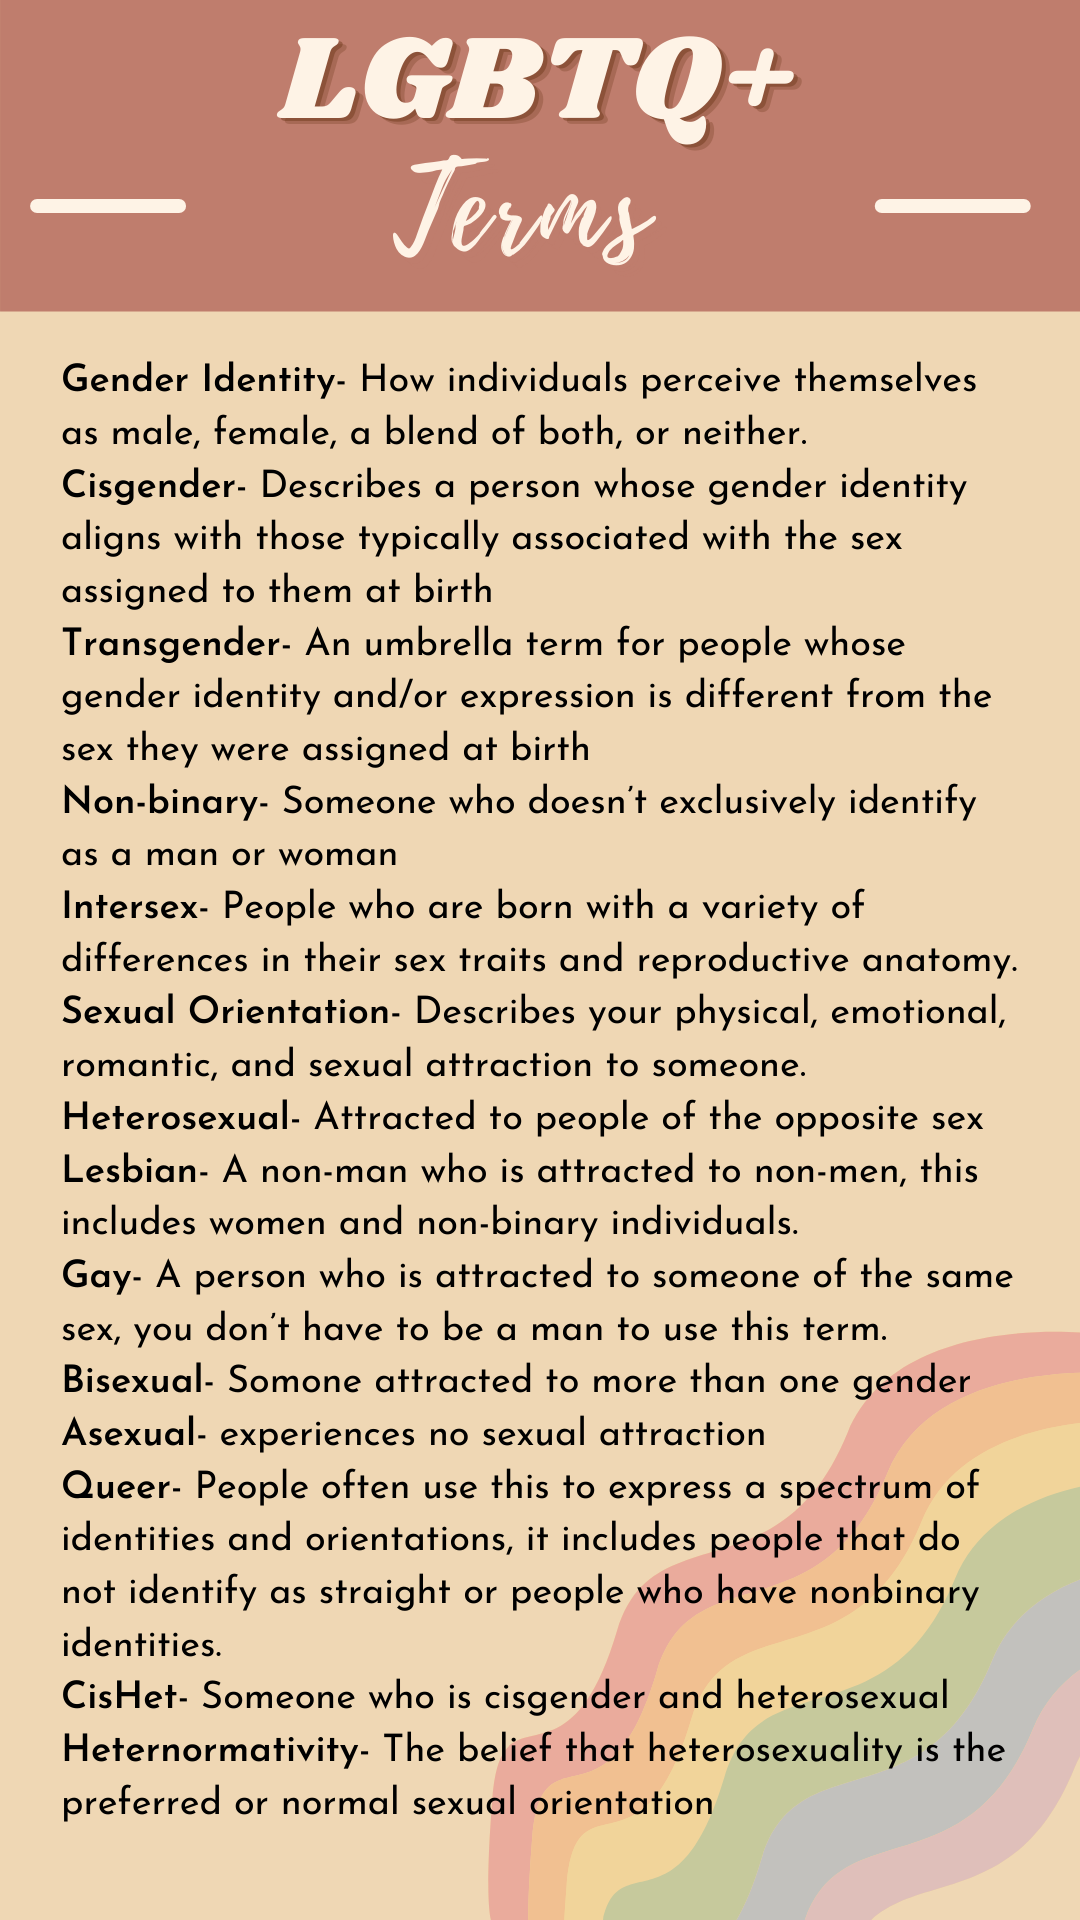 LGBTQ+
Terms
Gender Identity- How individuals perceive themselves
as male, female, a blend of both, or neither.
Cisgender- Describes a person whose gender identity
aligns with those typically associated with the sex
assigned to them at birth
Transgender- An umbrella term for people whose
gender identity and/or expression is different from the
sex they were assigned at birth
Non-binary- Someone who doesn't exclusively identify
as a man or woman
Intersex- People who are born with a variety of
differences in their sex traits and reproductive anatomy.
Sexual Orientation- Describes your physical, emotional,
romantic, and sexual attraction to someone.
Heterosexual- Attracted to people of the opposite sex
Lesbian- A non-man who is attracted to non-men, this
includes women and non-binary individuals.
Gay- A person who is attracted to someone of the same
sex, you don't have to be a man to use this term.
Bisexual- Somone attracted to more than one gender
Asexual- experiences no sexual attraction
Queer- People often use this to express a spectrum of
identities and orientations, it includes people that do
not identify as straight or people who have nonbinary
identities.
CisHet- Someone who is cisgender and heterosexual
Heternormativity- The belief that heterosexuality is the
preferred or normal sexual orientation